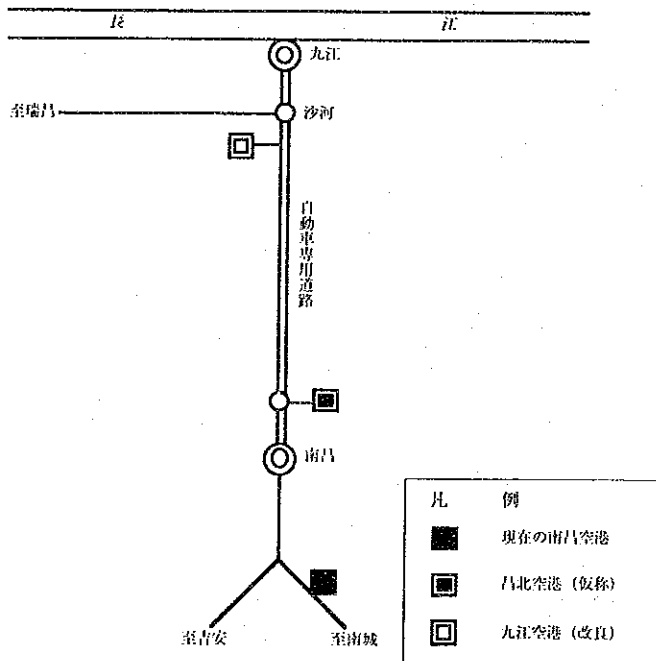 長 江
九江
至瑞昌
沙河
自動車専用道路
南昌
凡 例
現在の南昌空港
昌北空港（仮称）
九江空港（改良）
至吉安
至南城